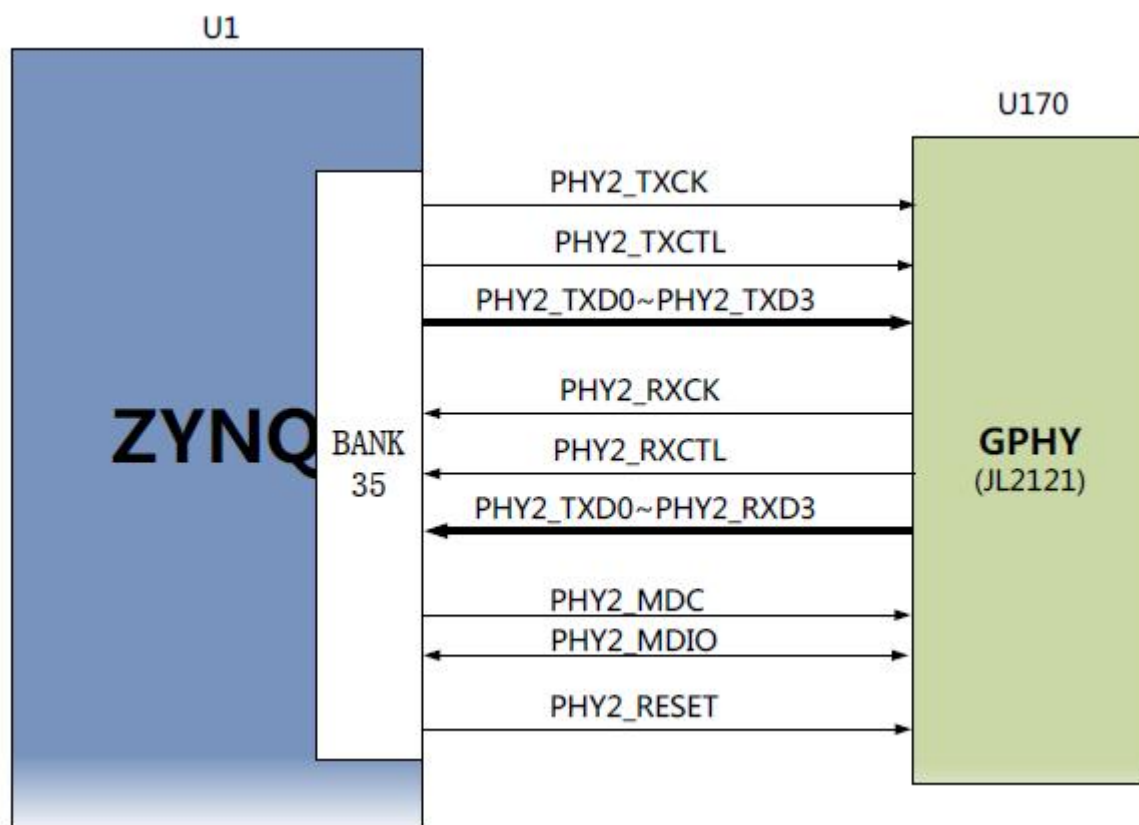 U1
U170
PHY2_TXCK
PHY2_TXCTL
PHY2_TXD0~PHY2_TXD3
PHY2_RXCK
ZYNQ
BANK
35
PHY2_RXCTL
GPHY
(JL2121)
PHY2_TXD0~PHY2_RXD3
PHY2_MDC
PHY2_MDIO
PHY2_RESET